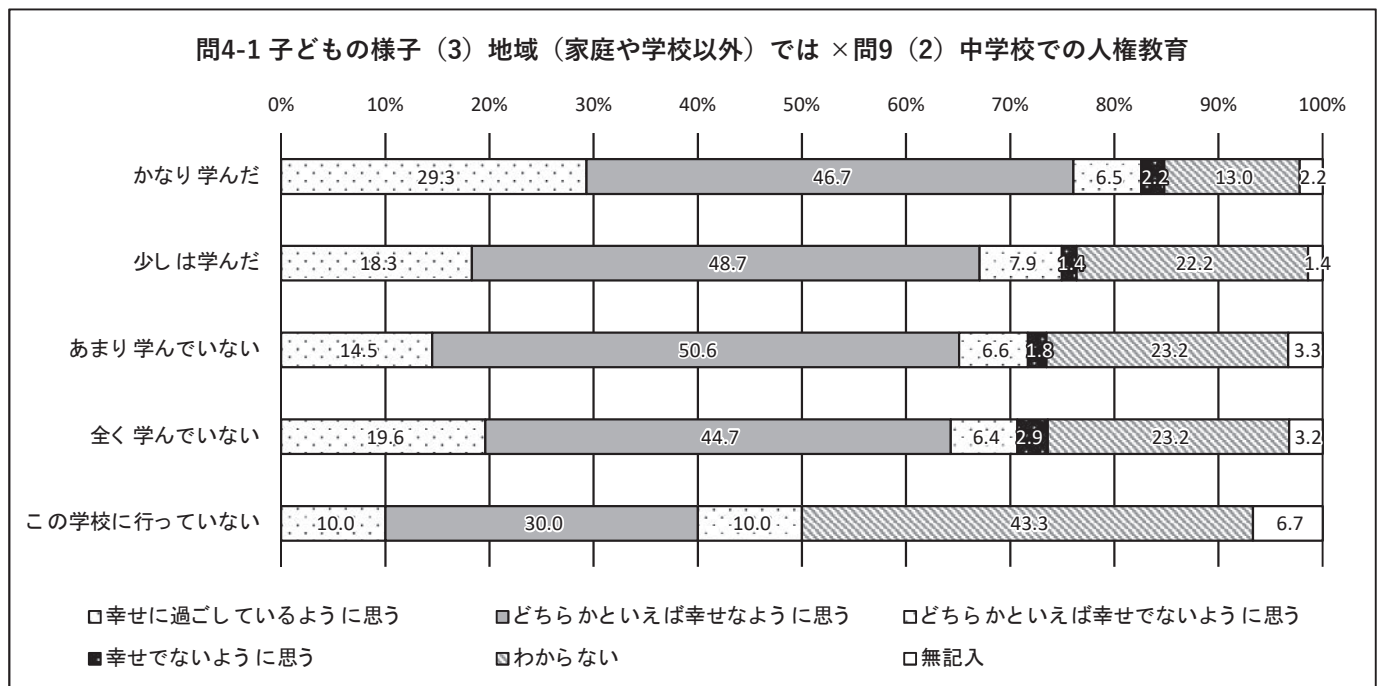 問4-1 子どもの様子（3）地域（家庭や学校以外）では ×問9（2）中学校での人権教育
0% 10% 20% 30% 40% 50% 60% 70% 80% 90% 100%
かなり学んだ 29.3 46.7 6.5 2.2 13.0 2.2
少しは学んだ 18.3 48.7 7.9 1.4 22.2 1.4
あまり学んでいない 14.5 50.6 6.6 1.8 23.2 3.3
全く学んでいない 19.6 44.7 6.4 2.9 23.2 3.2
この学校に行っていない 10.0 30.0 10.0 43.3 6.7
幸せに過ごしているように思う どちらかといえば幸せなように思う どちらかといえば幸せでないように思う
幸せでないように思う わからない 無記入